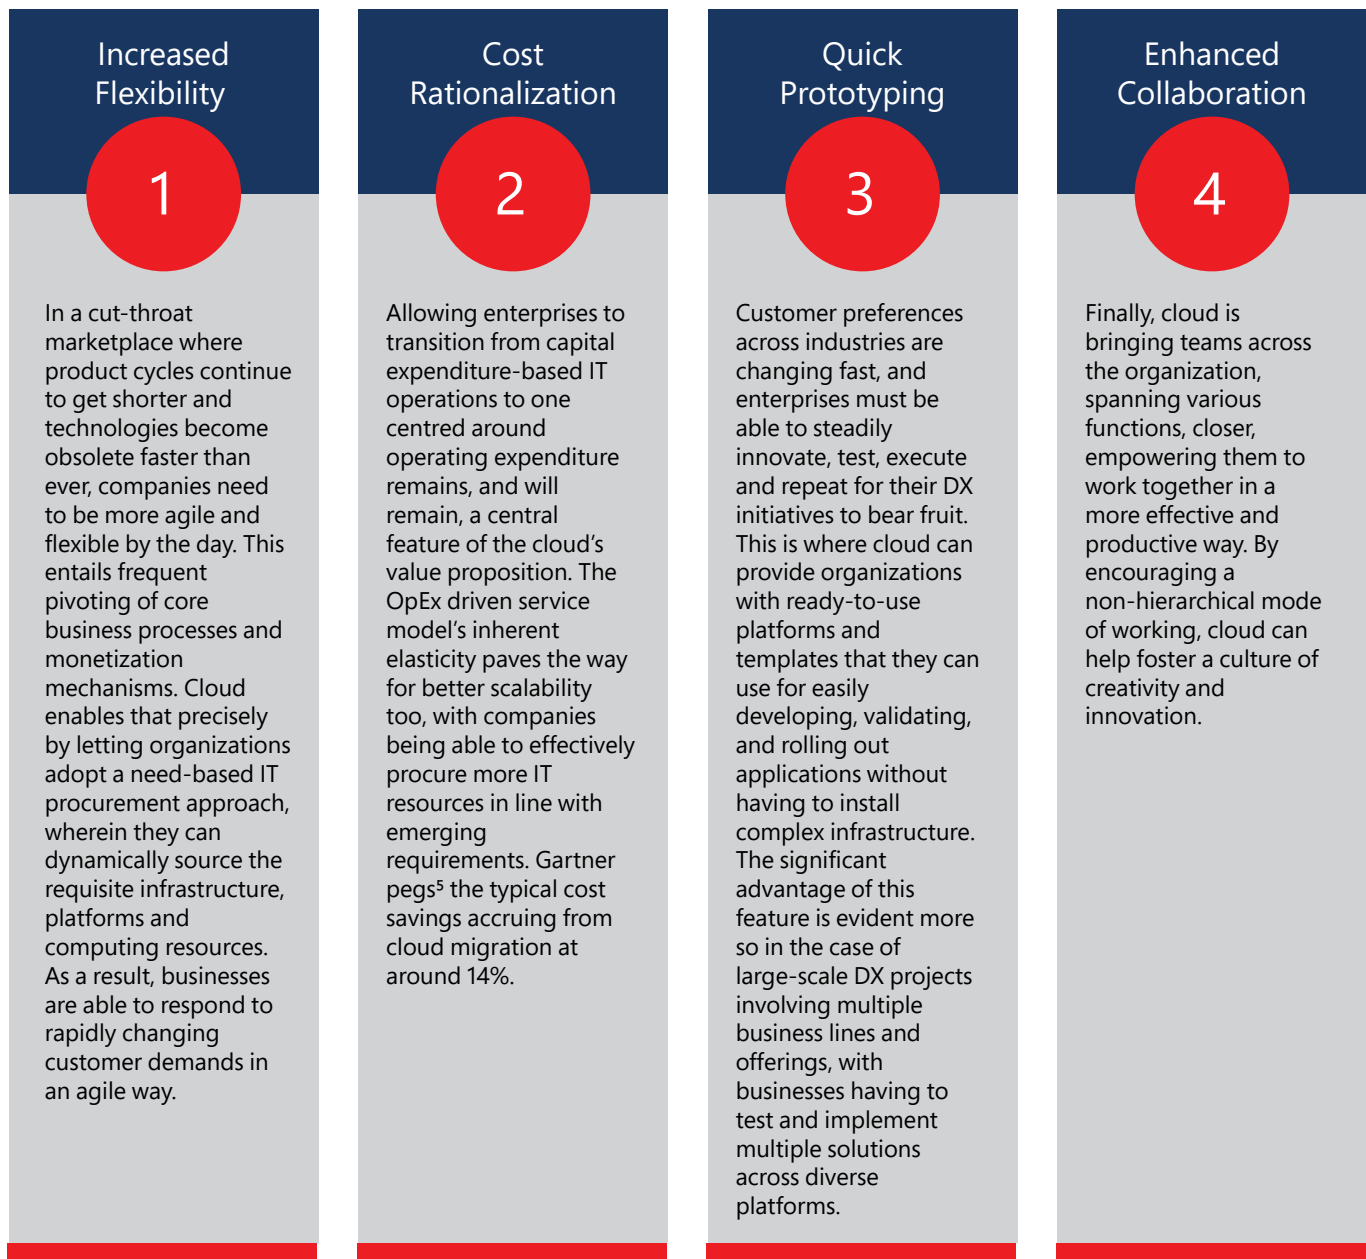 Increased
Flexibility
1
In a cut-throat
marketplace where
product cycles continue
to get shorter and
technologies become
obsolete faster than
ever, companies need
to be more agile and
flexible by the day. This
entails frequent
pivoting of core
business processes and
monetization
mechanisms. Cloud
enables that precisely
by letting organizations
adopt a need-based IT
procurement approach,
wherein they can
dynamically source the
requisite infrastructure,
platforms and
computing resources.
As a result, businesses
are able to respond to
rapidly changing
customer demands in
an agile way.
Cost
Rationalization
2
Allowing enterprises to
transition from capital
expenditure-based IT
operations to one
centred around
operating expenditure
remains, and will
remain, a central
feature of the cloud's
value proposition. The
OpEx driven service
model's inherent
elasticity paves the way
for better scalability
too, with companies
being able to effectively
procure more IT
resources in line with
emerging
requirements. Gartner
pegs⁵ the typical cost
savings accruing from
cloud migration at
around 14%.
Quick
Prototyping
3
Customer preferences
across industries are
changing fast, and
enterprises must be
able to steadily
innovate, test, execute
and repeat for their DX
initiatives to bear fruit.
This is where cloud can
provide organizations
with ready-to-use
platforms and
templates that they can
use for easily
developing, validating,
and rolling out
applications without
having to install
complex infrastructure.
The significant
advantage of this
feature is evident more
so in the case of
large-scale DX projects
involving multiple
business lines and
offerings, with
businesses having to
test and implement
multiple solutions
across diverse
platforms.
Enhanced
Collaboration
4
Finally, cloud is
bringing teams across
the organization,
spanning various
functions, closer,
empowering them to
work together in a
more effective and
productive way. By
encouraging a
non-hierarchical mode
of working, cloud can
help foster a culture of
creativity and
innovation.